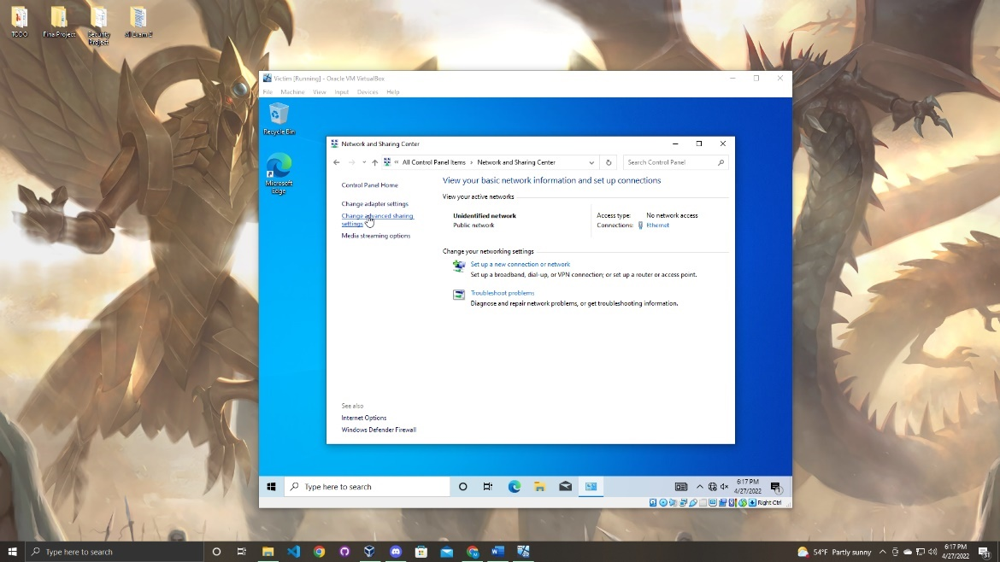 TODO
Fina Project
Security
Project
AI Exam 2
Victim [Running] - Oracle VM VirtualBox
File Machine View Input Devices Help
Recycle Bin
Microsoft
Edge
Network and Sharing Center
All Control Panel Items › Network and Sharing Center
Search Control Panel
Control Panel Home
Change adapter settings
Change advanced sharing
settings
Media streaming options
View your basic network information and set up connections
View your active networks
Unidentified network
Public network
Access type: No network access
Connections: Ethernet
Change your networking settings
Set up a new connection or network
Set up a broadband, dial-up, or VPN connection; or set up a router or access point.
Troubleshoot problems
Diagnose and repair network problems, or get troubleshooting information.
See also
Internet Options
Windows Defender Firewall
Type here to search
6:17 PM
4/27/2022
Right Ctrl
Type here to search
54°F Partly sunny
6:17 PM
4/27/2022